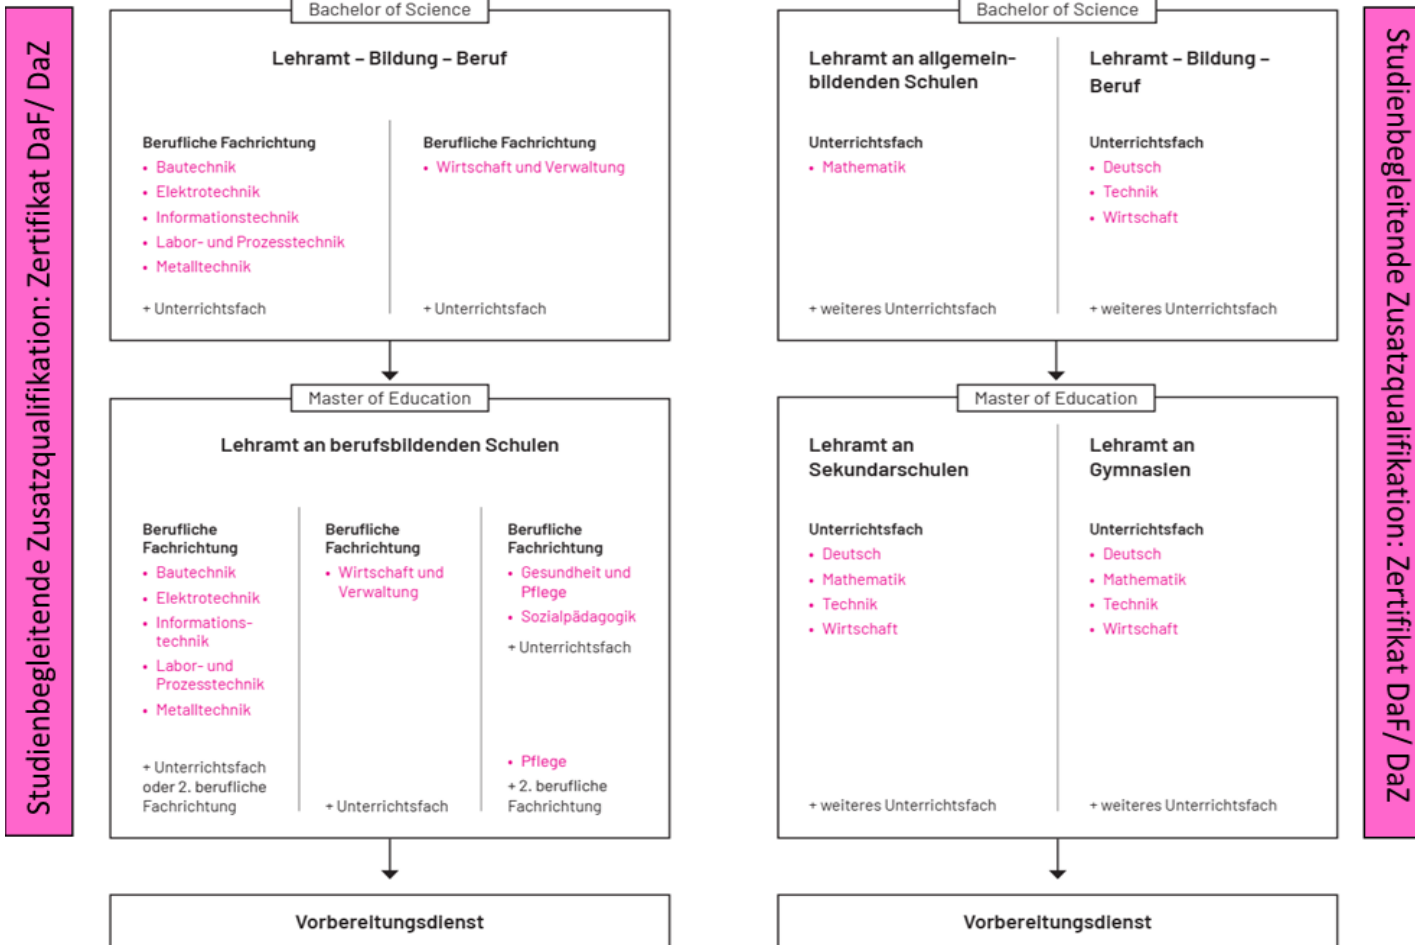 Studienbegleitende Zusatzqualifikation: Zertifikat DaF/ DaZ
Bachelor of Science
Lehramt – Bildung – Beruf
Berufliche Fachrichtung
• Bautechnik
• Elektrotechnik
• Informationstechnik
• Labor- und Prozesstechnik
• Metalltechnik
+ Unterrichtsfach
Berufliche Fachrichtung
• Wirtschaft und Verwaltung
+ Unterrichtsfach
Master of Education
Lehramt an berufsbildenden Schulen
Berufliche
Fachrichtung
• Bautechnik
• Elektrotechnik
• Informations-
technik
• Labor- und
Prozesstechnik
• Metalltechnik
+ Unterrichtsfach
oder 2. berufliche
Fachrichtung
Berufliche
Fachrichtung
• Wirtschaft und
Verwaltung
+ Unterrichtsfach
Berufliche
Fachrichtung
• Gesundheit und
Pflege
• Sozialpädagogik
+ Unterrichtsfach
• Pflege
+ 2. berufliche
Fachrichtung
Vorbereitungsdienst
Bachelor of Science
Lehramt an allgemein-
bildenden Schulen
Unterrichtsfach
• Mathematik
+ weiteres Unterrichtsfach
Lehramt – Bildung –
Beruf
Unterrichtsfach
• Deutsch
• Technik
• Wirtschaft
+ weiteres Unterrichtsfach
Master of Education
Lehramt an
Sekundarschulen
Unterrichtsfach
• Deutsch
• Mathematik
• Technik
• Wirtschaft
+ weiteres Unterrichtsfach
Lehramt an
Gymnasien
Unterrichtsfach
• Deutsch
• Mathematik
• Technik
• Wirtschaft
+ weiteres Unterrichtsfach
Vorbereitungsdienst
Studienbegleitende Zusatzqualifikation: Zertifikat DaF/ DaZ